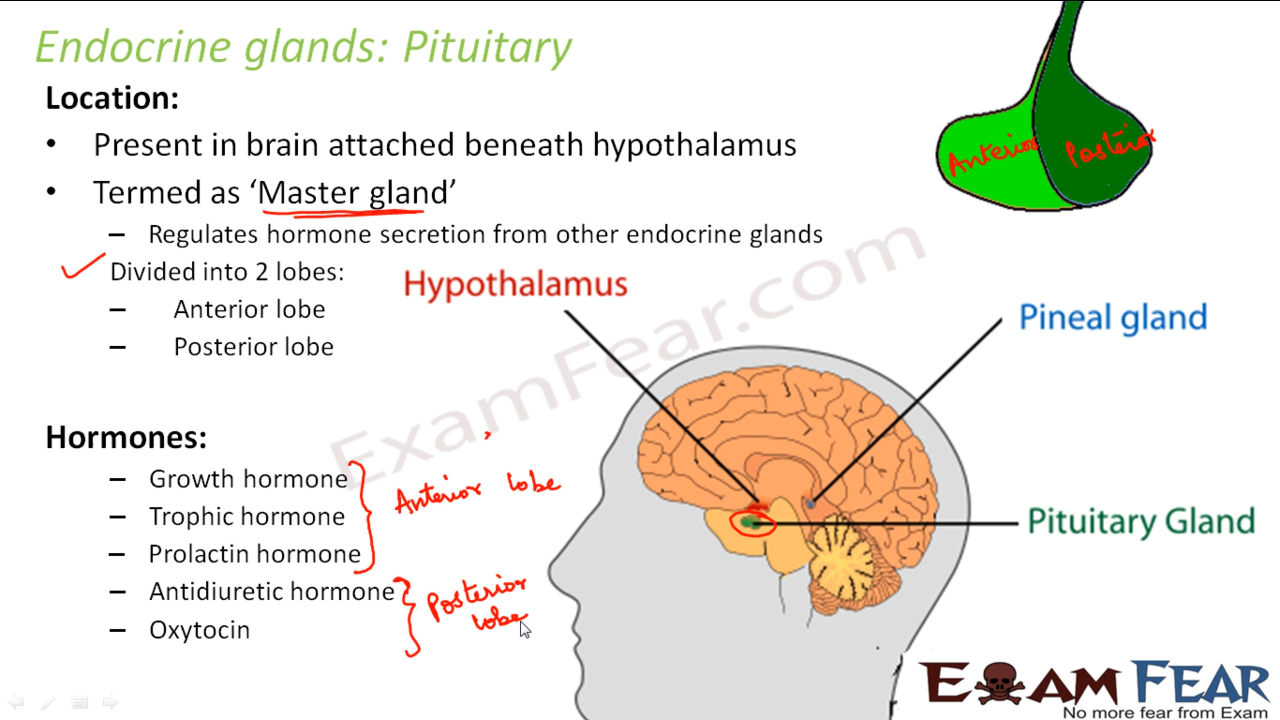 Endocrine glands: Pituitary
Location:
• Present in brain attached beneath hypothalamus
• Termed as ‘Master gland’
– Regulates hormone secretion from other endocrine glands
Divided into 2 lobes:
– Anterior lobe
– Posterior lobe
Anterior Posterior
Hypothalamus
Pineal gland
Pituitary Gland
Hormones:
– Growth hormone
– Trophic hormone
– Prolactin hormone
Anterior lobe
– Antidiuretic hormone
– Oxytocin
Posterior
lobe
ExamFear.com
EXAM FEAR
No more fear from Exam